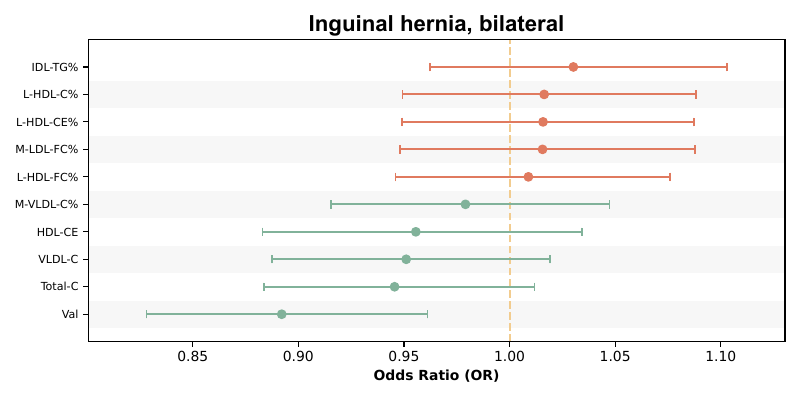 Inguinal hernia, bilateral
IDL-TG%
L-HDL-C%
L-HDL-CE%
M-LDL-FC%
L-HDL-FC%
M-VLDL-C%
HDL-CE
VLDL-C
Total-C
Val
0.85 0.90 0.95 1.00 1.05 1.10
Odds Ratio (OR)